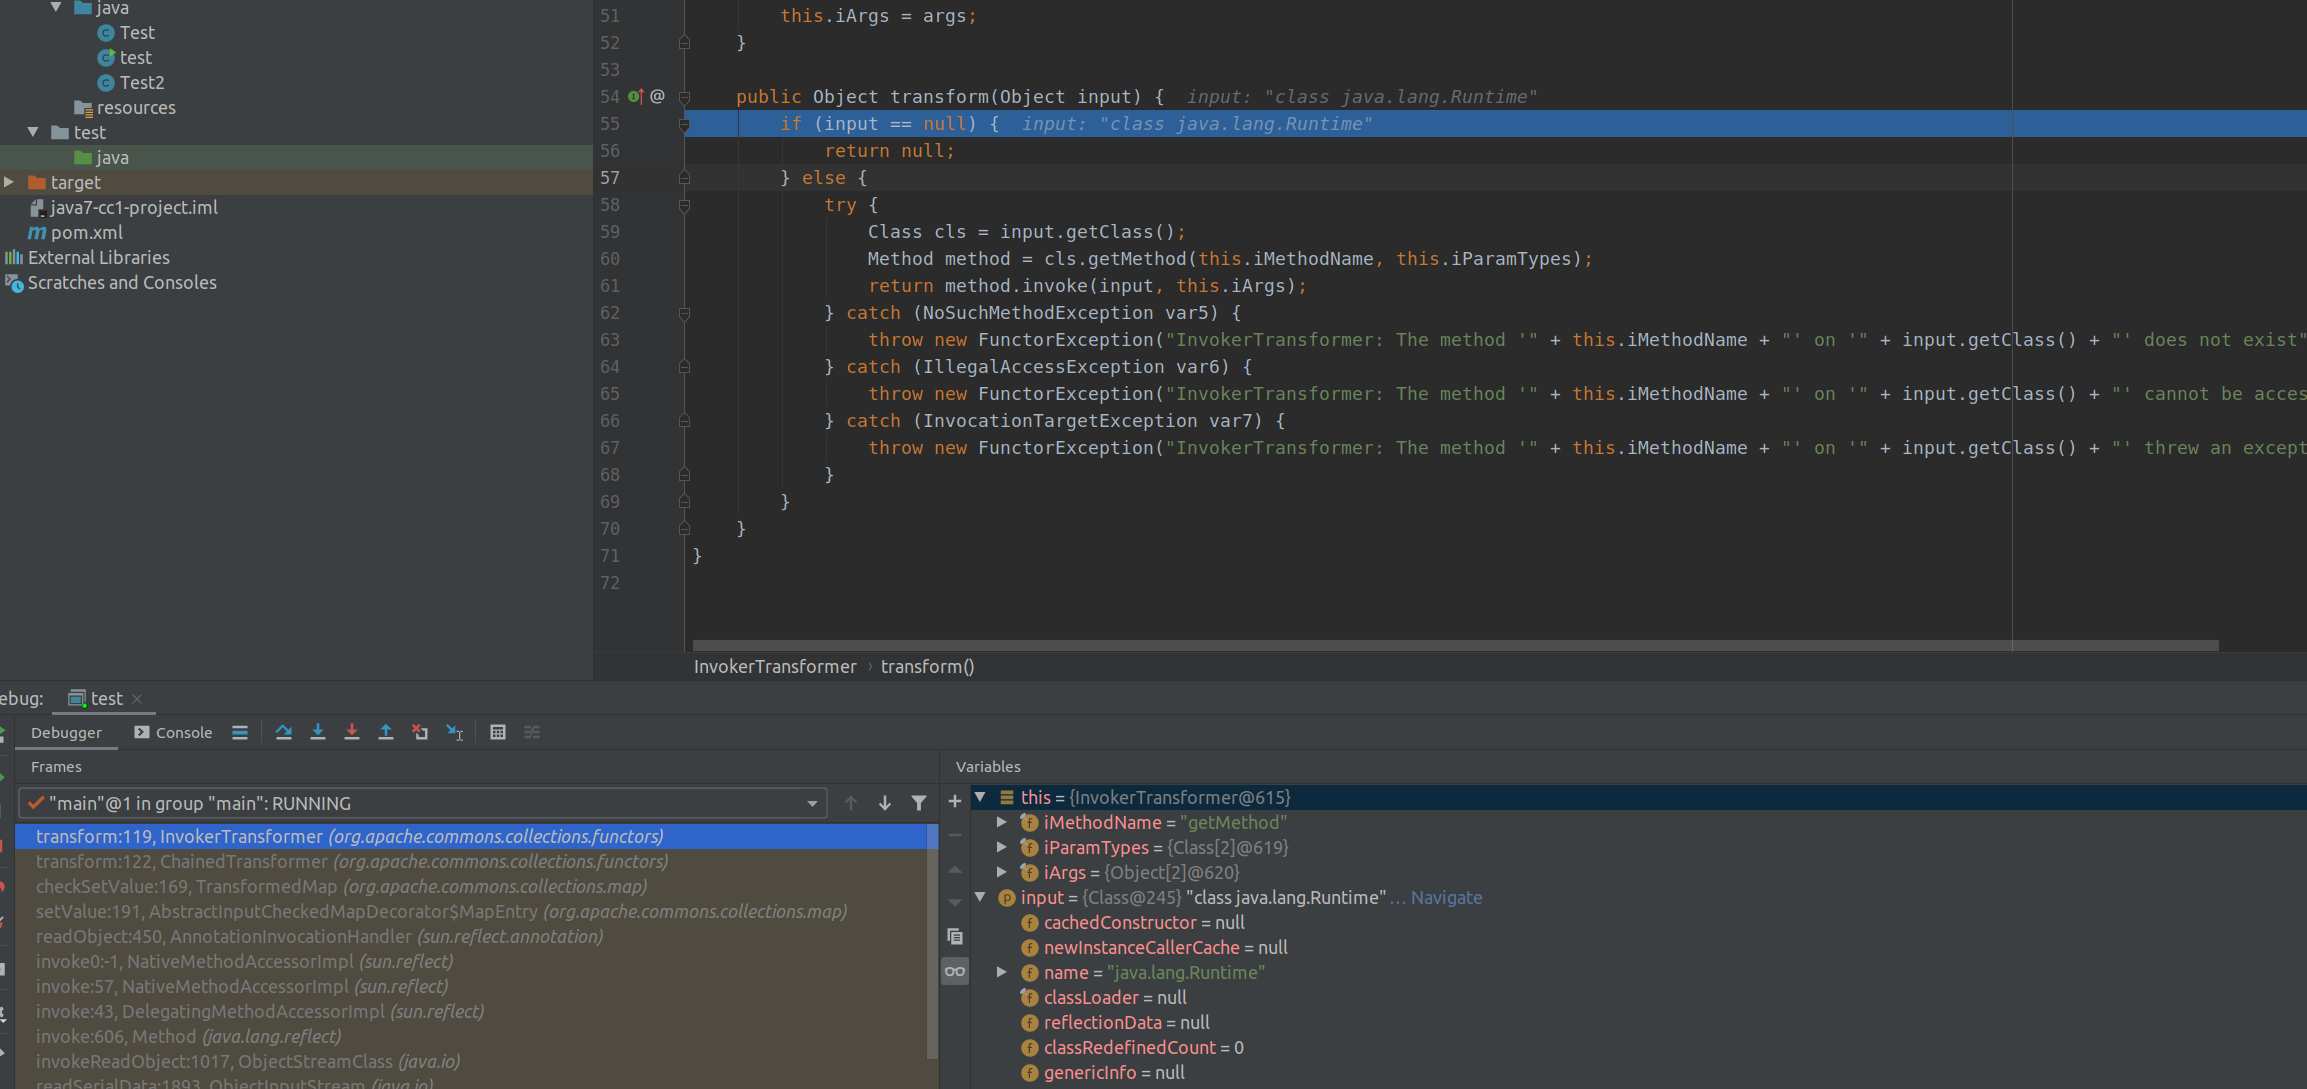 java
Test
test
Test2
resources
test
java
target
java7-cc1-project.iml
pom.xml
External Libraries
Scratches and Consoles
51 this.iArgs = args;
52 }
53
54 @ public Object transform(Object input) { input: "class java.lang.Runtime"
55 if (input == null) { input: "class java.lang.Runtime"
56 return null;
57 } else {
58 try {
59 Class cls = input.getClass();
60 Method method = cls.getMethod(this.iMethodName, this.iParamTypes);
61 return method.invoke(input, this.iArgs);
62 } catch (NoSuchMethodException var5) {
63 throw new FunctorException("InvokerTransformer: The method '" + this.iMethodName + "' on '" + input.getClass() + "' does not exist"
64 } catch (IllegalAccessException var6) {
65 throw new FunctorException("InvokerTransformer: The method '" + this.iMethodName + "' on '" + input.getClass() + "' cannot be acces
66 } catch (InvocationTargetException var7) {
67 throw new FunctorException("InvokerTransformer: The method '" + this.iMethodName + "' on '" + input.getClass() + "' threw an except
68 }
69 }
70 }
71 }
72
InvokerTransformer › transform()
ebug: test ×
Debugger Console
Frames
"main"@1 in group "main": RUNNING
transform:119, InvokerTransformer (org.apache.commons.collections.functors)
transform:122, ChainedTransformer (org.apache.commons.collections.functors)
checkSetValue:169, TransformedMap (org.apache.commons.collections.map)
setValue:191, AbstractInputCheckedMapDecorator$MapEntry (org.apache.commons.collections.map)
readObject:450, AnnotationInvocationHandler (sun.reflect.annotation)
invoke0:-1, NativeMethodAccessorImpl (sun.reflect)
invoke:57, NativeMethodAccessorImpl (sun.reflect)
invoke:43, DelegatingMethodAccessorImpl (sun.reflect)
invoke:606, Method (java.lang.reflect)
invokeReadObject:1017, ObjectStreamClass (java.io)
readSerialData:1893, ObjectInputStream (java.io)
Variables
this = {InvokerTransformer@615}
iMethodName = "getMethod"
iParamTypes = {Class[2]@619}
iArgs = {Object[2]@620}
input = {Class@245} "class java.lang.Runtime" ... Navigate
cachedConstructor = null
newInstanceCallerCache = null
name = "java.lang.Runtime"
classLoader = null
reflectionData = null
classRedefinedCount = 0
genericInfo = null